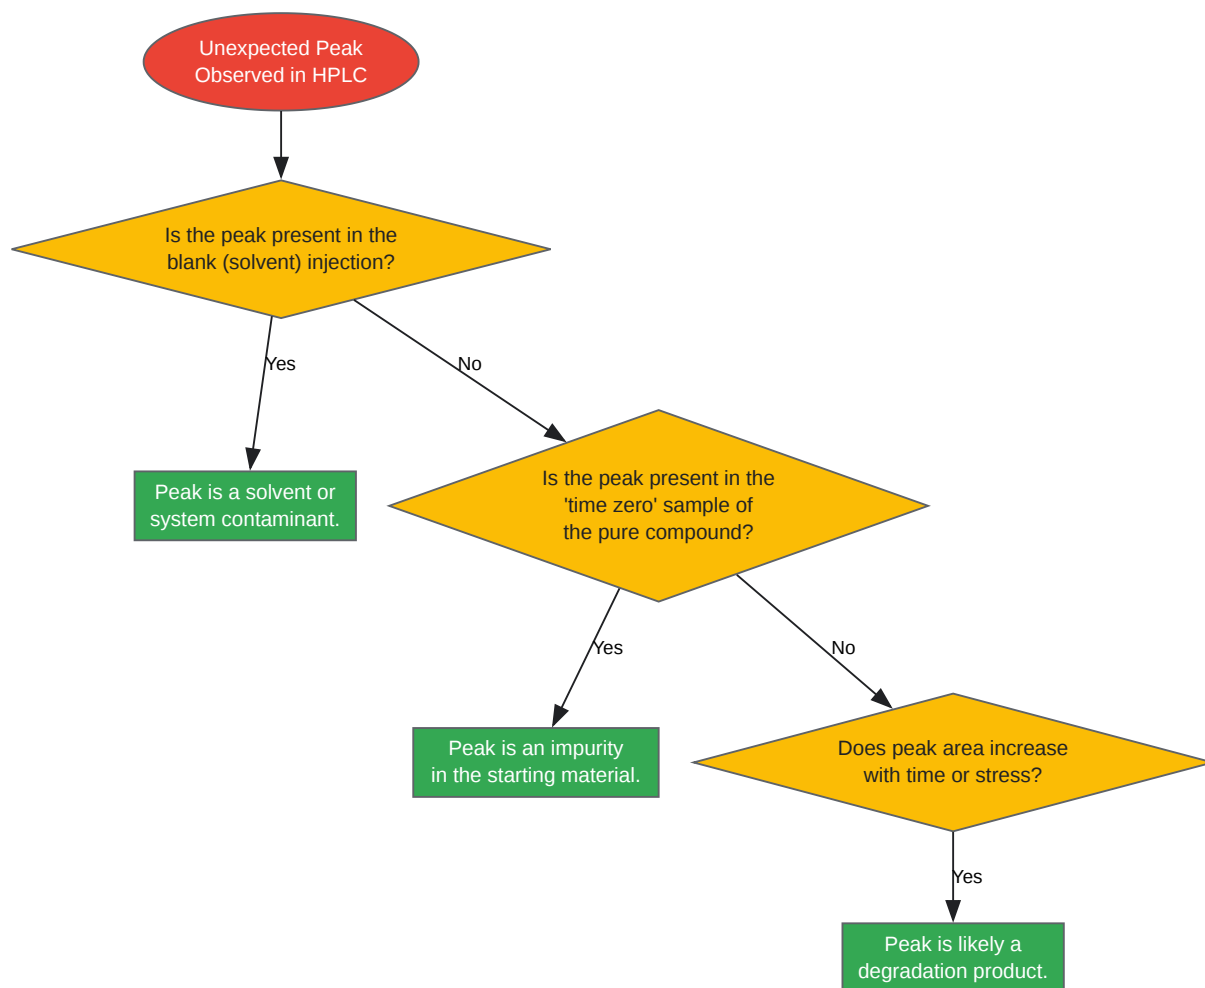 Unexpected Peak
Observed in HPLC
Is the peak present in the
blank (solvent) injection?
Yes
No
Peak is a solvent or
system contaminant.
Is the peak present in the
'time zero' sample of
the pure compound?
Yes
No
Peak is an impurity
in the starting material.
Does peak area increase
with time or stress?
Yes
Peak is likely a
degradation product.